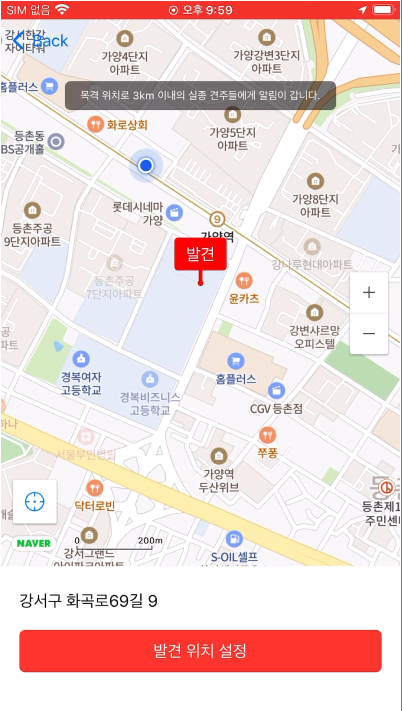 SIM 없음
오후 9:59
Back
가양4단지
아파트
가양강변3단지
아파트
홈플러스
목격 위치로 3km 이내의 실종 견주들에게 알림이 갑니다.
화로상회
가양5단지
아파트
등촌동
BS공개홀
롯데시네마
가양
9
가양역
등촌주공
9단지아파트
가양8단지
아파트
발견
강나루현대아파트
등촌주공
7단지아파트
윤카츠
+
강변샤르망
오피스텔
-
경복여자
고등학교
경복비즈니스
고등학교
홈플러스
CGV 등촌점
쭈퐁
서울부민병원
가양역
두산위브
닥터로빈
등촌제1
주민센
NAVER
0
200m
강서그랜드
S-OIL셀프
강서구 화곡로69길 9
발견 위치 설정